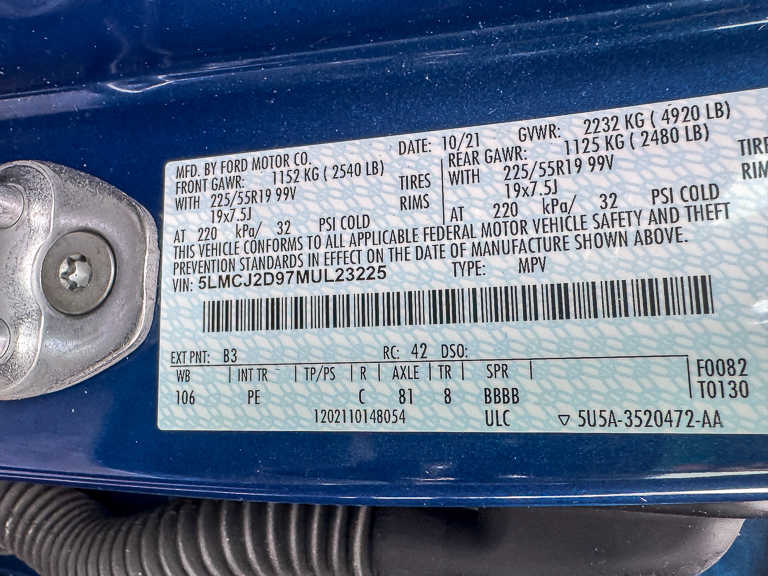 MFD. BY FORD MOTOR CO. DATE: 10/21 GVWR: 2232 KG ( 4920 LB)
FRONT GAWR: 1152 KG ( 2540 LB) REAR GAWR: 1125 KG ( 2480 LB)
WITH 225/55R19 99V TIRES WITH 225/55R19 99V TIRE
19x7.5J RIMS 19x7.5J RIM
AT 220 kPa/ 32 PSI COLD AT 220 kPa/ 32 PSI COLD
THIS VEHICLE CONFORMS TO ALL APPLICABLE FEDERAL MOTOR VEHICLE SAFETY AND THEFT
PREVENTION STANDARDS IN EFFECT ON THE DATE OF MANUFACTURE SHOWN ABOVE.
VIN: 5LMCJ2D97MUL23225 TYPE: MPV
EXT PNT: B3 RC: 42 DSO:
WB | INT TR | TP/PS | R | AXLE | TR | SPR F0082
106 PE C 81 8 BBBB T0130
1202110148054 ULC ▽ 5U5A-3520472-AA